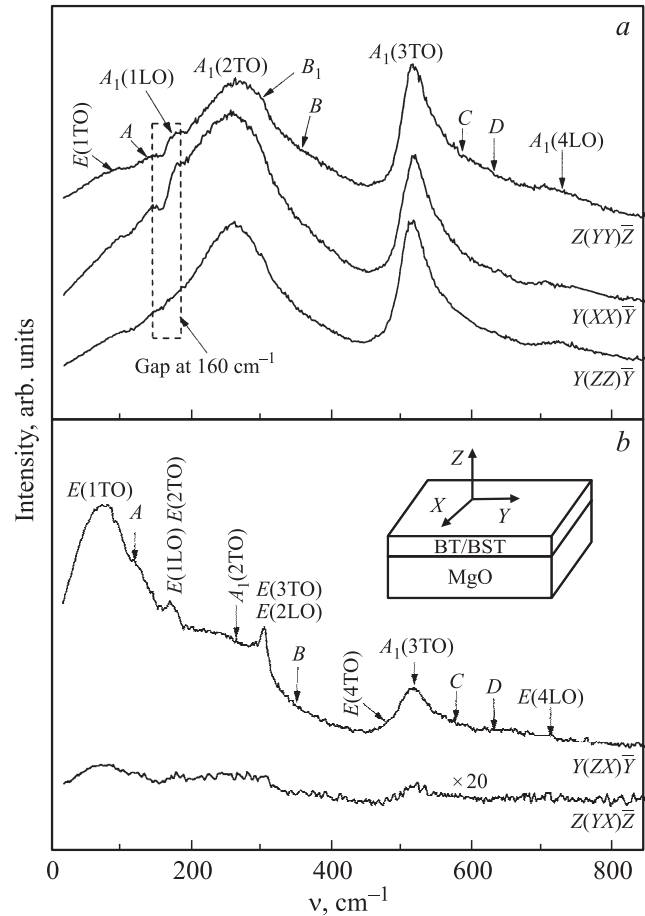 a
A₁(3TO)
A₁(2TO)
B₁
A₁(1LO)
B
E(1TO)
A
C
D
A₁(4LO)
Z(YY)Z̅
Y(XX)Y̅
Gap at 160 cm⁻¹
Y(ZZ)Y̅
Intensity, arb. units
b
Z
E(1TO)
A
E(1LO) E(2TO)
X
Y
BT/BST
MgO
A₁(2TO)
E(3TO)
E(2LO)
B
E(4TO)
A₁(3TO)
C
D
E(4LO)
Y(ZX)Y̅
×20
Z(YX)Z̅
0
200
400
600
800
ν, cm⁻¹